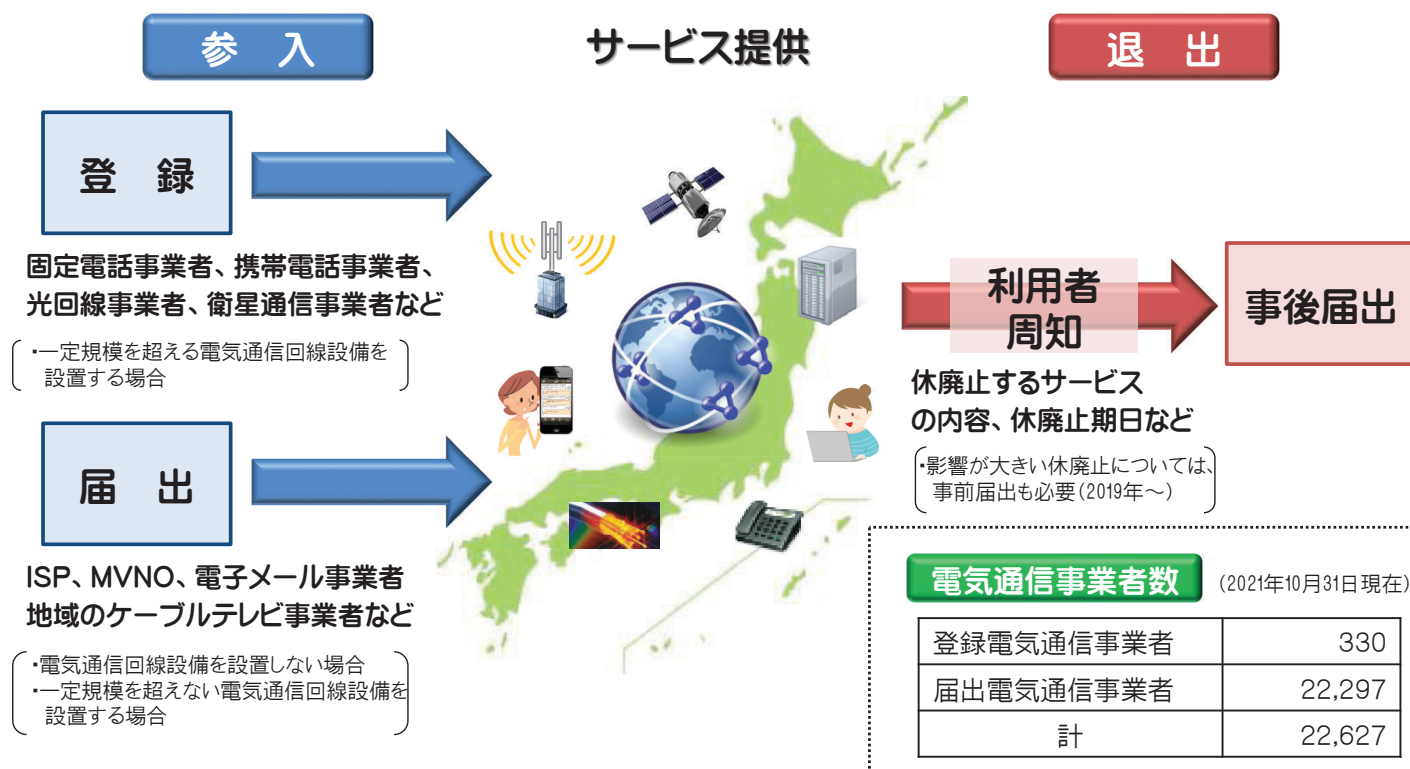 参 入
サービス提供
退 出
登 録
固定電話事業者、携帯電話事業者、
光回線事業者、衛星通信事業者など
・一定規模を超える電気通信回線設備を
設置する場合
届 出
ISP、MVNO、電子メール事業者
地域のケーブルテレビ事業者など
・電気通信回線設備を設置しない場合
・一定規模を超えない電気通信回線設備を
設置する場合
利用者
周知
事後届出
休廃止するサービス
の内容、休廃止期日など
・影響が大きい休廃止については、
事前届出も必要(2019年~)
電気通信事業者数 (2021年10月31日現在)
登録電気通信事業者 330
届出電気通信事業者 22,297
計 22,627